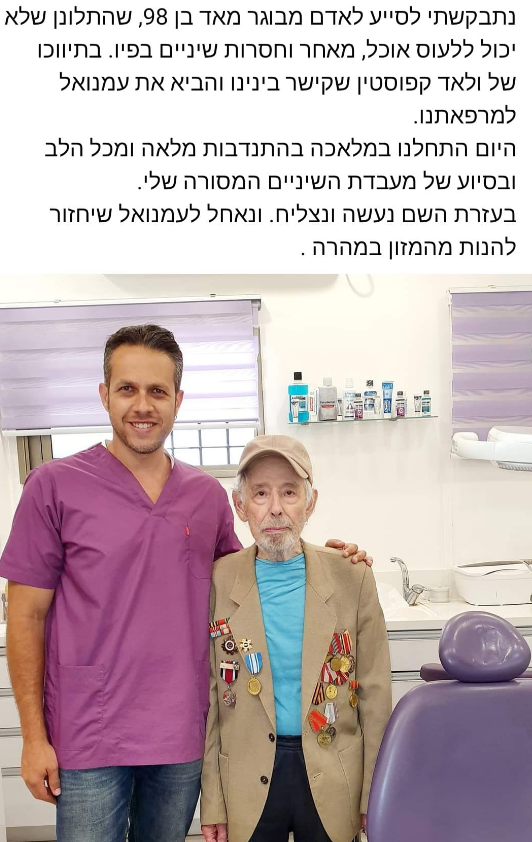 נתבקשתי לסייע לאדם מבוגר מאד בן 98, שהתלונן שלא
יכול ללעוס אוכל, מאחר וחסרות שיניים בפיו. בתיווכו
של ולאד קפוסטין שקישר בינינו והביא את עמנואל
למרפאתנו.
היום התחלנו במלאכה בהתנדבות מלאה ומכל הלב
ובסיוע של מעבדת השיניים המסורה שלי.
בעזרת השם נעשה ונצליח. ונאחל לעמנואל שיחזור
להנות מהמזון במהרה .